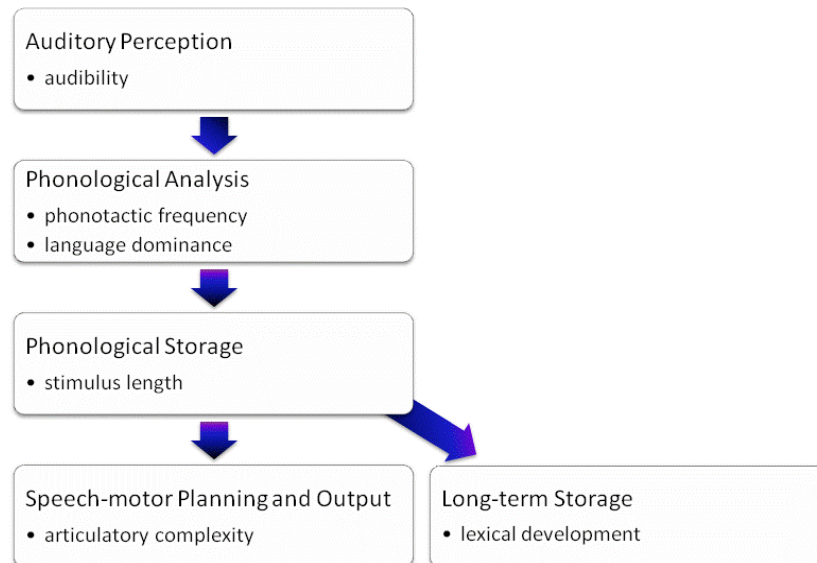 Auditory Perception
• audibility
Phonological Analysis
• phonotactic frequency
• language dominance
Phonological Storage
• stimulus length
Speech-motor Planning and Output
• articulatory complexity
Long-term Storage
• lexical development